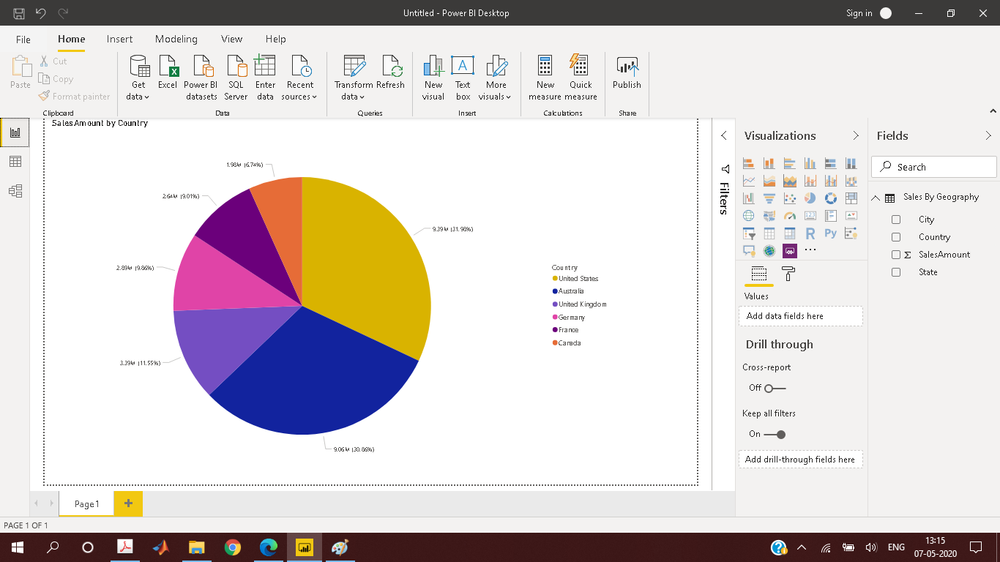 Untitled - Power BI Desktop
Sign in
File Home Insert Modeling View Help
Paste
Cut
Copy
Format painter
Clipboard
Get data
Excel
Power BI datasets
SQL Server
Enter data
Recent sources
Data
Transform data
Refresh
Queries
New visual
Text box
More visuals
Insert
New measure
Quick measure
Calculations
Publish
Share
SalesAmount by Country
1.98M (6.74%)
2.64M (9.01%)
9.39M (31.98%)
2.89M (9.86%)
3.39M (11.55%)
9.06M (30.86%)
Country
United States
Australia
United Kingdom
Germany
France
Canada
Filters
Visualizations
R Py
Values
Add data fields here
Drill through
Cross-report
Off
Keep all filters
On
Add drill-through fields here
Fields
Search
Sales By Geography
City
Country
Σ SalesAmount
State
Page1
PAGE 1 OF 1
ENG
13:15
07-05-2020